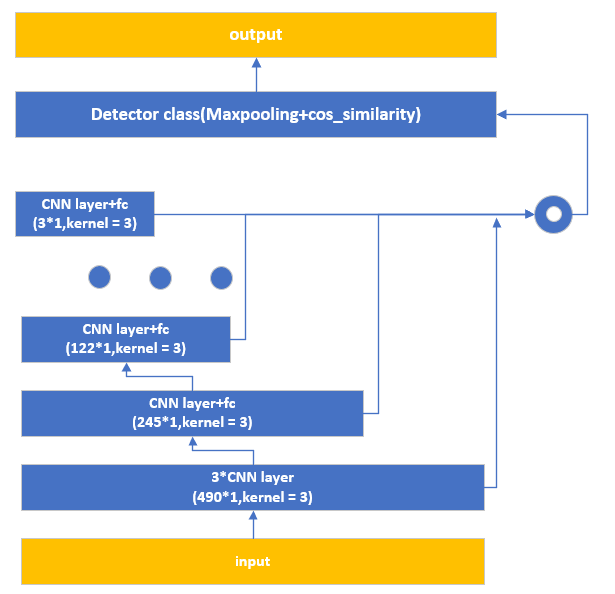 output
Detector class(Maxpooling+cos_similarity)
CNN layer+fc
(3*1,kernel = 3)
CNN layer+fc
(122*1,kernel = 3)
CNN layer+fc
(245*1,kernel = 3)
3*CNN layer
(490*1,kernel = 3)
input